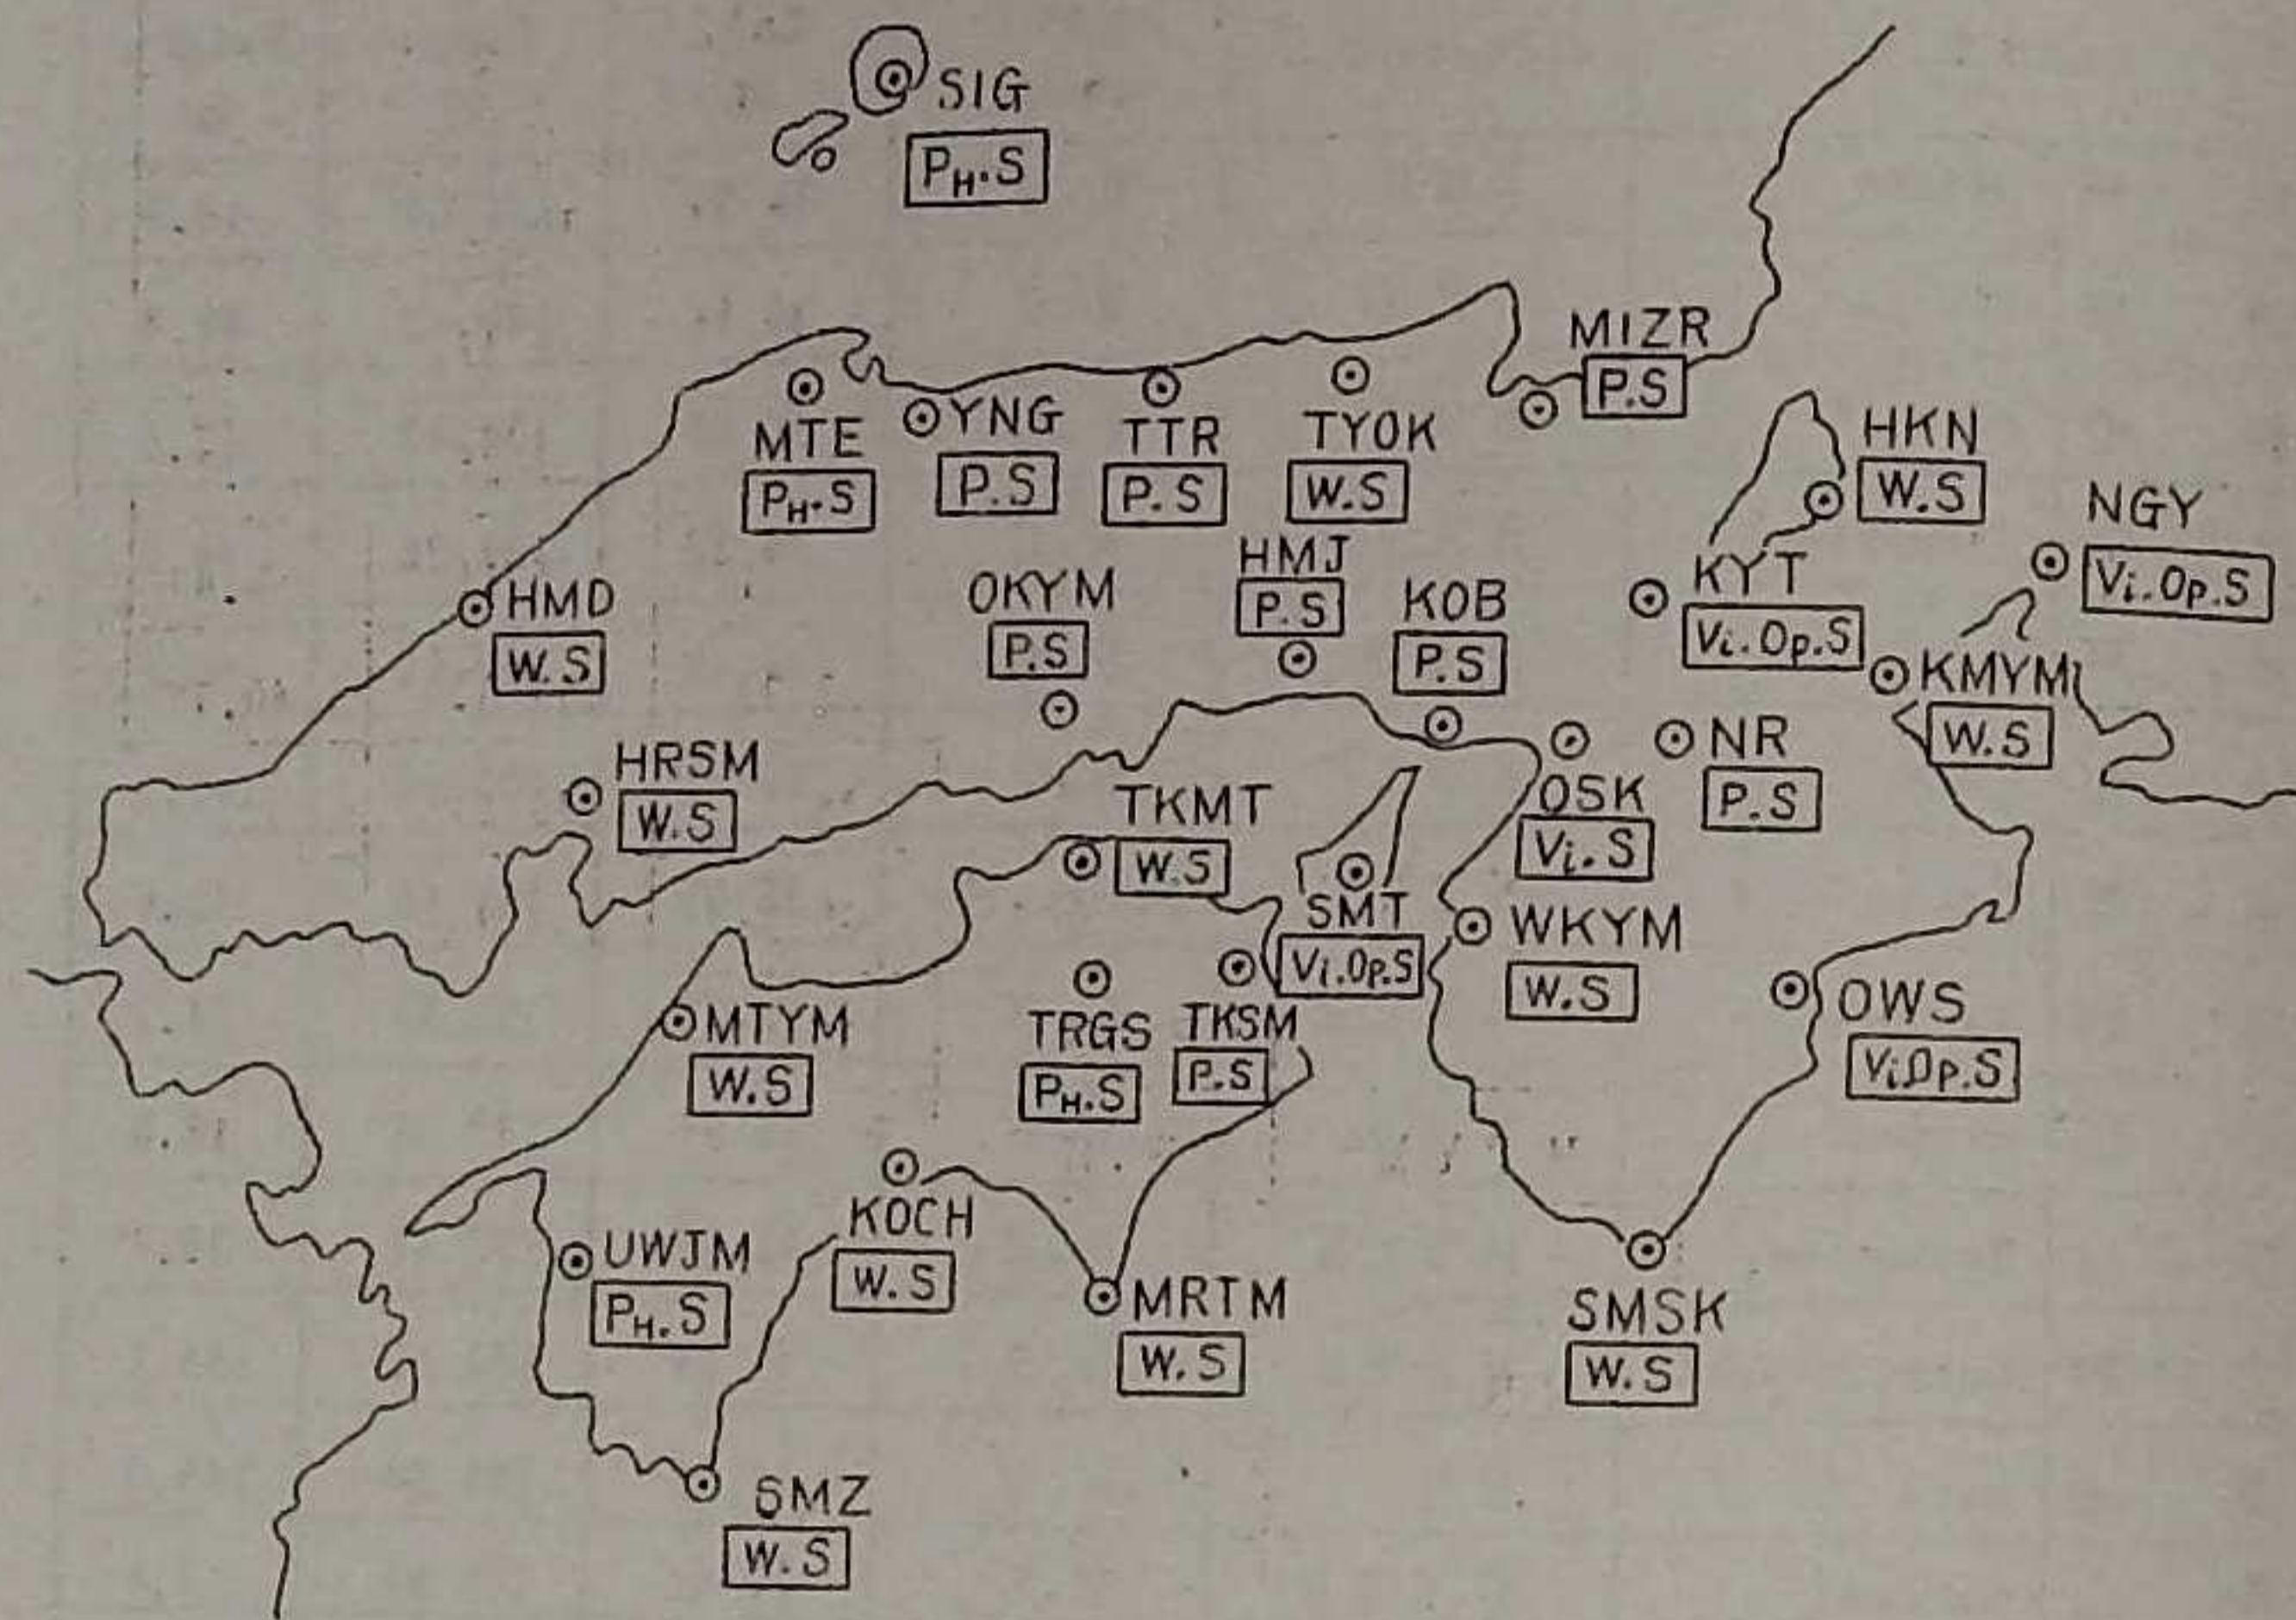 SIG
PH.S
MIZR
P.S
MTE
PH.S
YNG
P.S
TTR
P.S
TYOK
W.S
HKN
W.S
NGY
Vi.Op.S
HMD
W.S
OKYM
P.S
HMJ
P.S
KOB
P.S
KYT
Vi.Op.S
KMYM
W.S
HRSM
W.S
TKMT
W.S
OSK
Vi.S
NR
P.S
SMT
Vi.Op.S
WKYM
W.S
OWS
Vi.Op.S
MTYM
W.S
TRGS
PH.S
TKSM
P.S
UWJM
PH.S
KOCH
W.S
MRTM
W.S
SMSK
W.S
SMZ
W.S